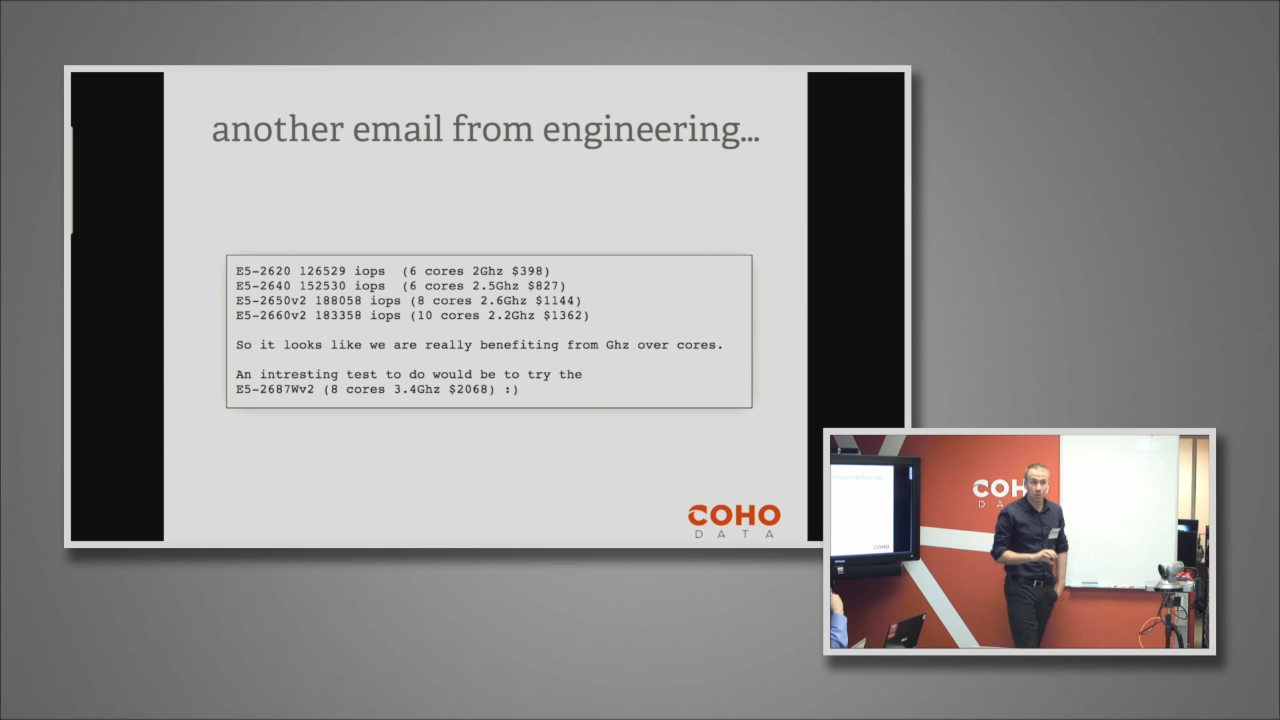 another email from engineering...
E5-2620 126529 iops  (6 cores 2Ghz $398)
E5-2640 152530 iops  (6 cores 2.5Ghz $827)
E5-2650v2 188058 iops (8 cores 2.6Ghz $1144)
E5-2660v2 183358 iops (10 cores 2.2Ghz $1362)
So it looks like we are really benefiting from Ghz over cores.
An intresting test to do would be to try the
E5-2687Wv2 (8 cores 3.4Ghz $2068) :)
COHO
DATA
COH
D A
COHO